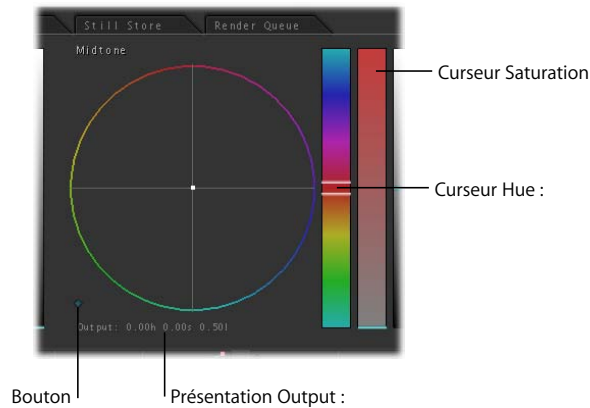 Still Store
Render Queue
Midtone
Curseur Saturation
Curseur Hue :
Output: 0.00h 0.00s 0.50l
Bouton
Présentation Output :